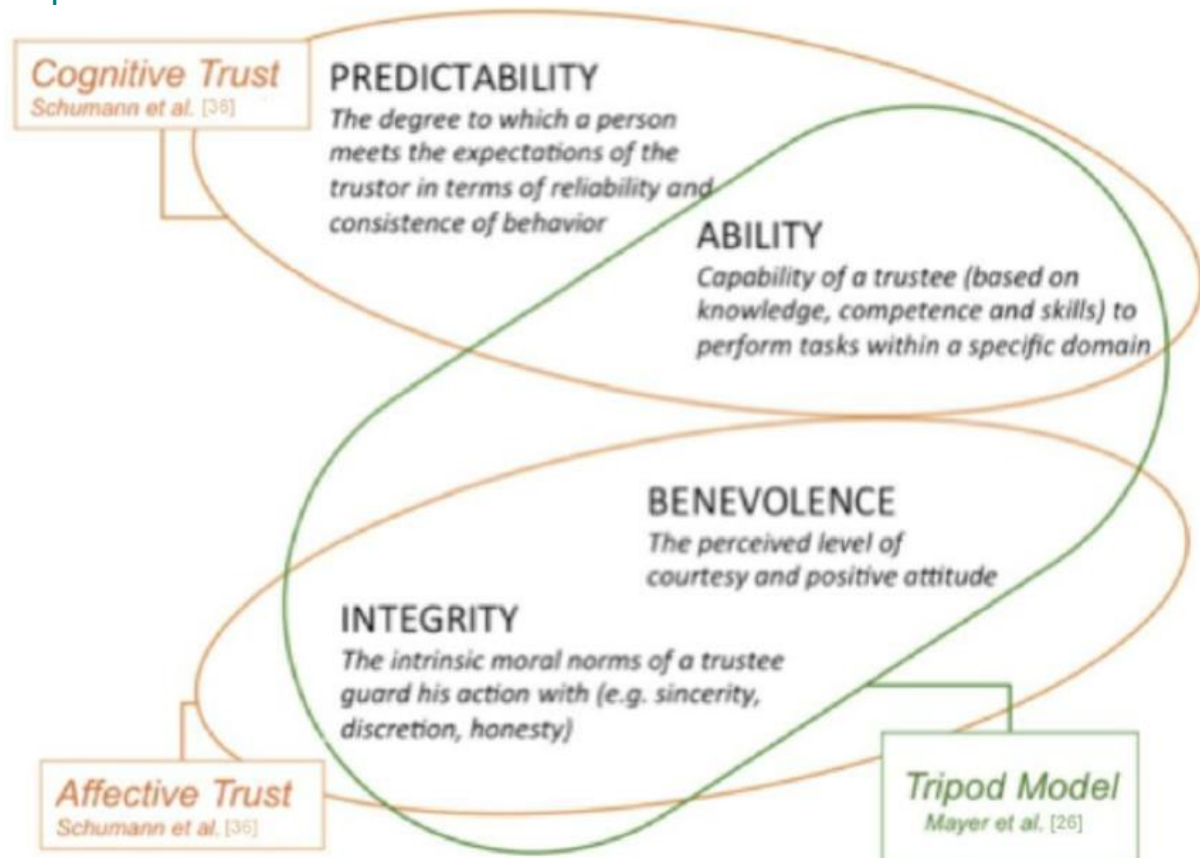 Cognitive Trust
Schumann et al. [36]
PREDICTABILITY
The degree to which a person
meets the expectations of the
trustor in terms of reliability and
consistence of behavior
ABILITY
Capability of a trustee (based on
knowledge, competence and skills) to
perform tasks within a specific domain
BENEVOLENCE
The perceived level of
courtesy and positive attitude
INTEGRITY
The intrinsic moral norms of a trustee
guard his action with (e.g. sincerity,
discretion, honesty)
Affective Trust
Schumann et al. [36]
Tripod Model
Mayer et al. [26]